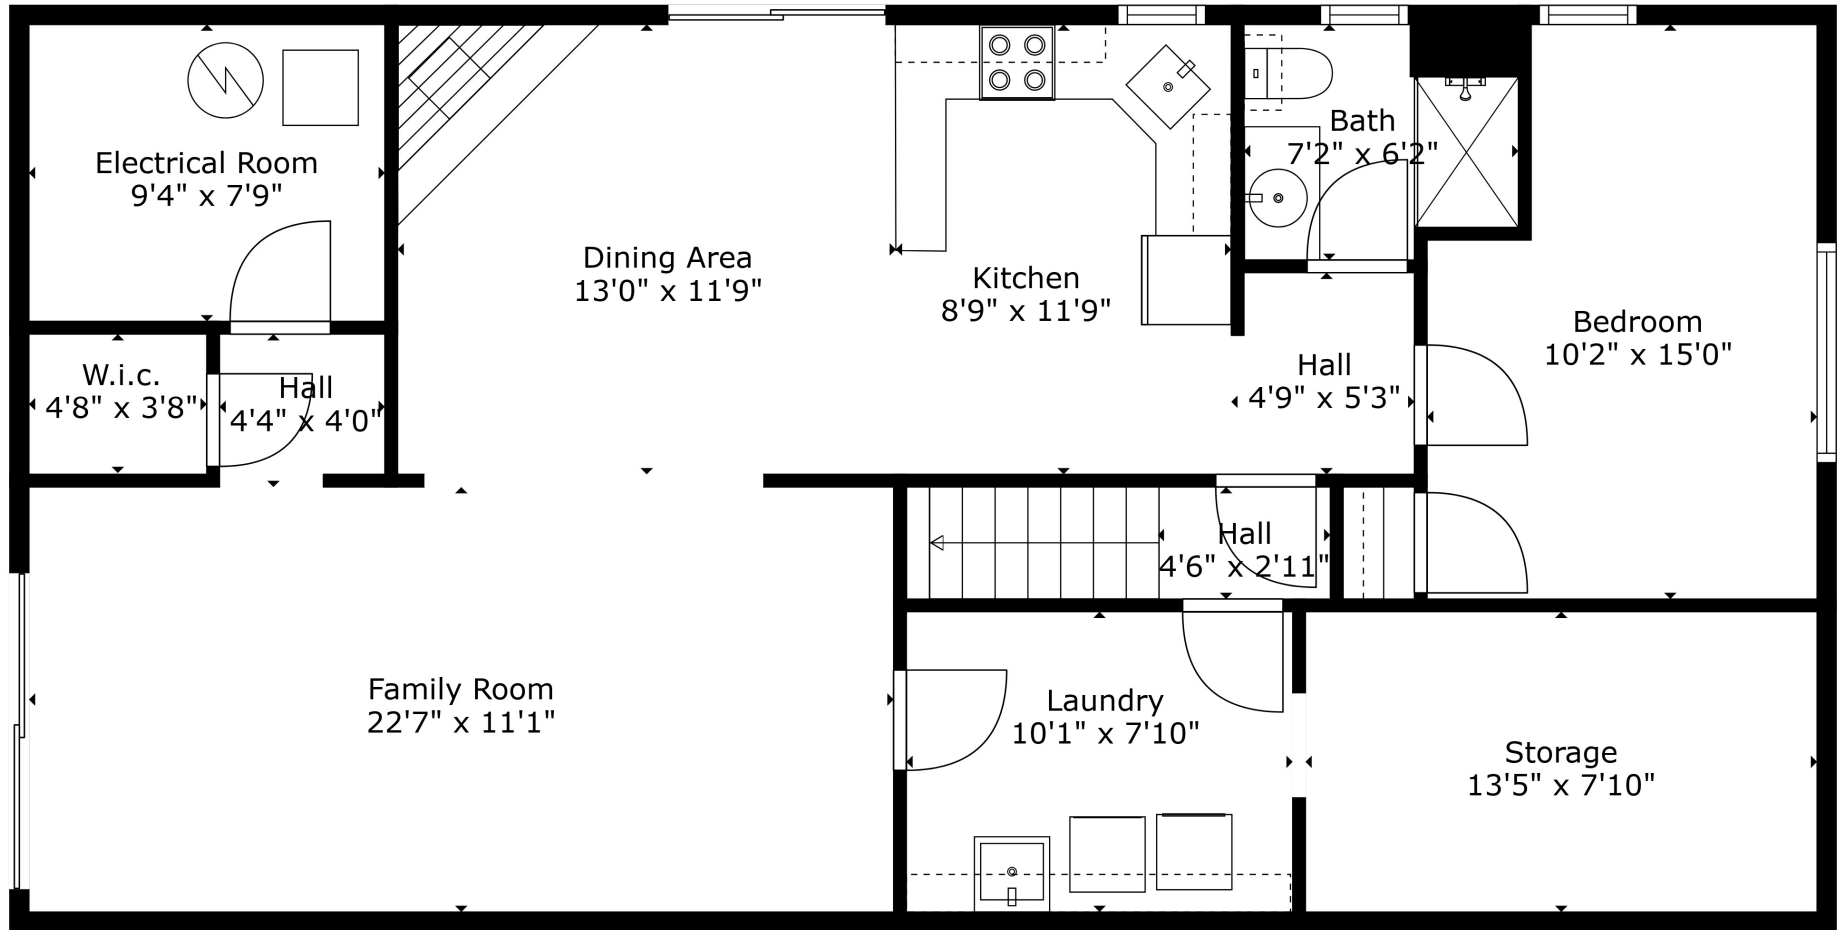 Electrical Room
9'4" x 7'9"
Dining Area
13'0" x 11'9"
Kitchen
8'9" x 11'9"
Bath
7'2" x 6'2"
Bedroom
10'2" x 15'0"
W.i.c.
4'8" x 3'8"
Hall
4'4" x 4'0"
Hall
4'9" x 5'3"
Hall
4'6" x 2'11"
Family Room
22'7" x 11'1"
Laundry
10'1" x 7'10"
Storage
13'5" x 7'10"